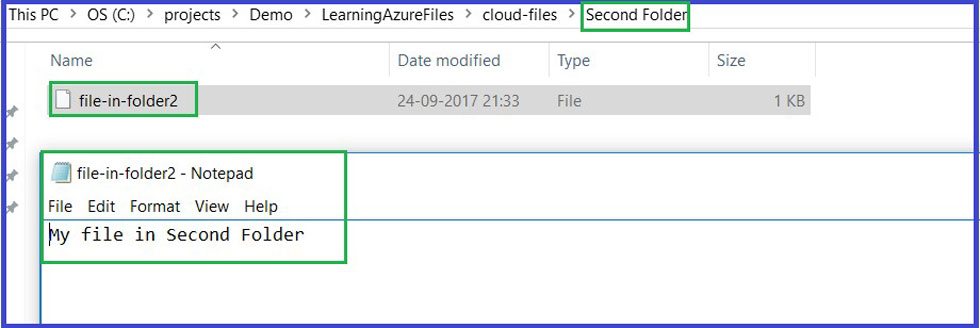 This PC > OS (C:) > projects > Demo > LearningAzureFiles > cloud-files > Second Folder
Name Date modified Type Size
file-in-folder2 24-09-2017 21:33 File 1 KB
file-in-folder2 - Notepad
File Edit Format View Help
My file in Second Folder